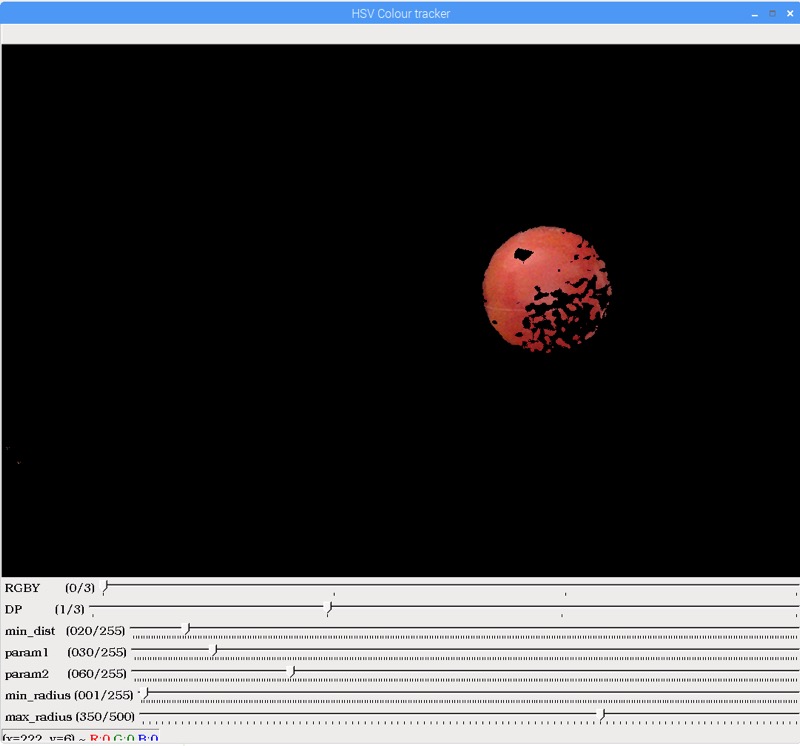 HSV Colour tracker
RGBY (0/3)
DP (1/3)
min_dist (020/255)
param1 (030/255)
param2 (060/255)
min_radius (001/255)
max_radius (350/500)
(x=222, y=6) ~ R:0 G:0 B:0